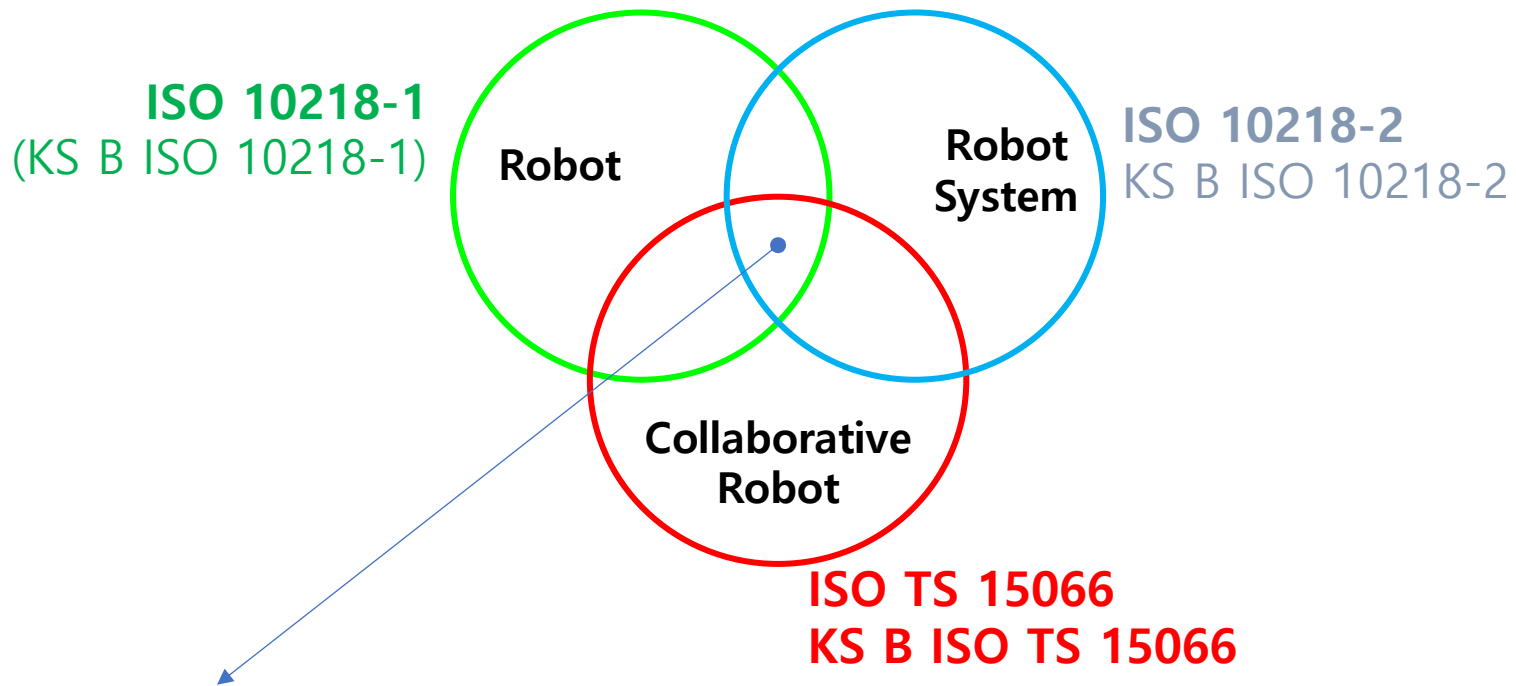 ISO 10218-1
(KS B ISO 10218-1)
Robot
Robot
System
ISO 10218-2
KS B ISO 10218-2
Collaborative
Robot
ISO TS 15066
KS B ISO TS 15066